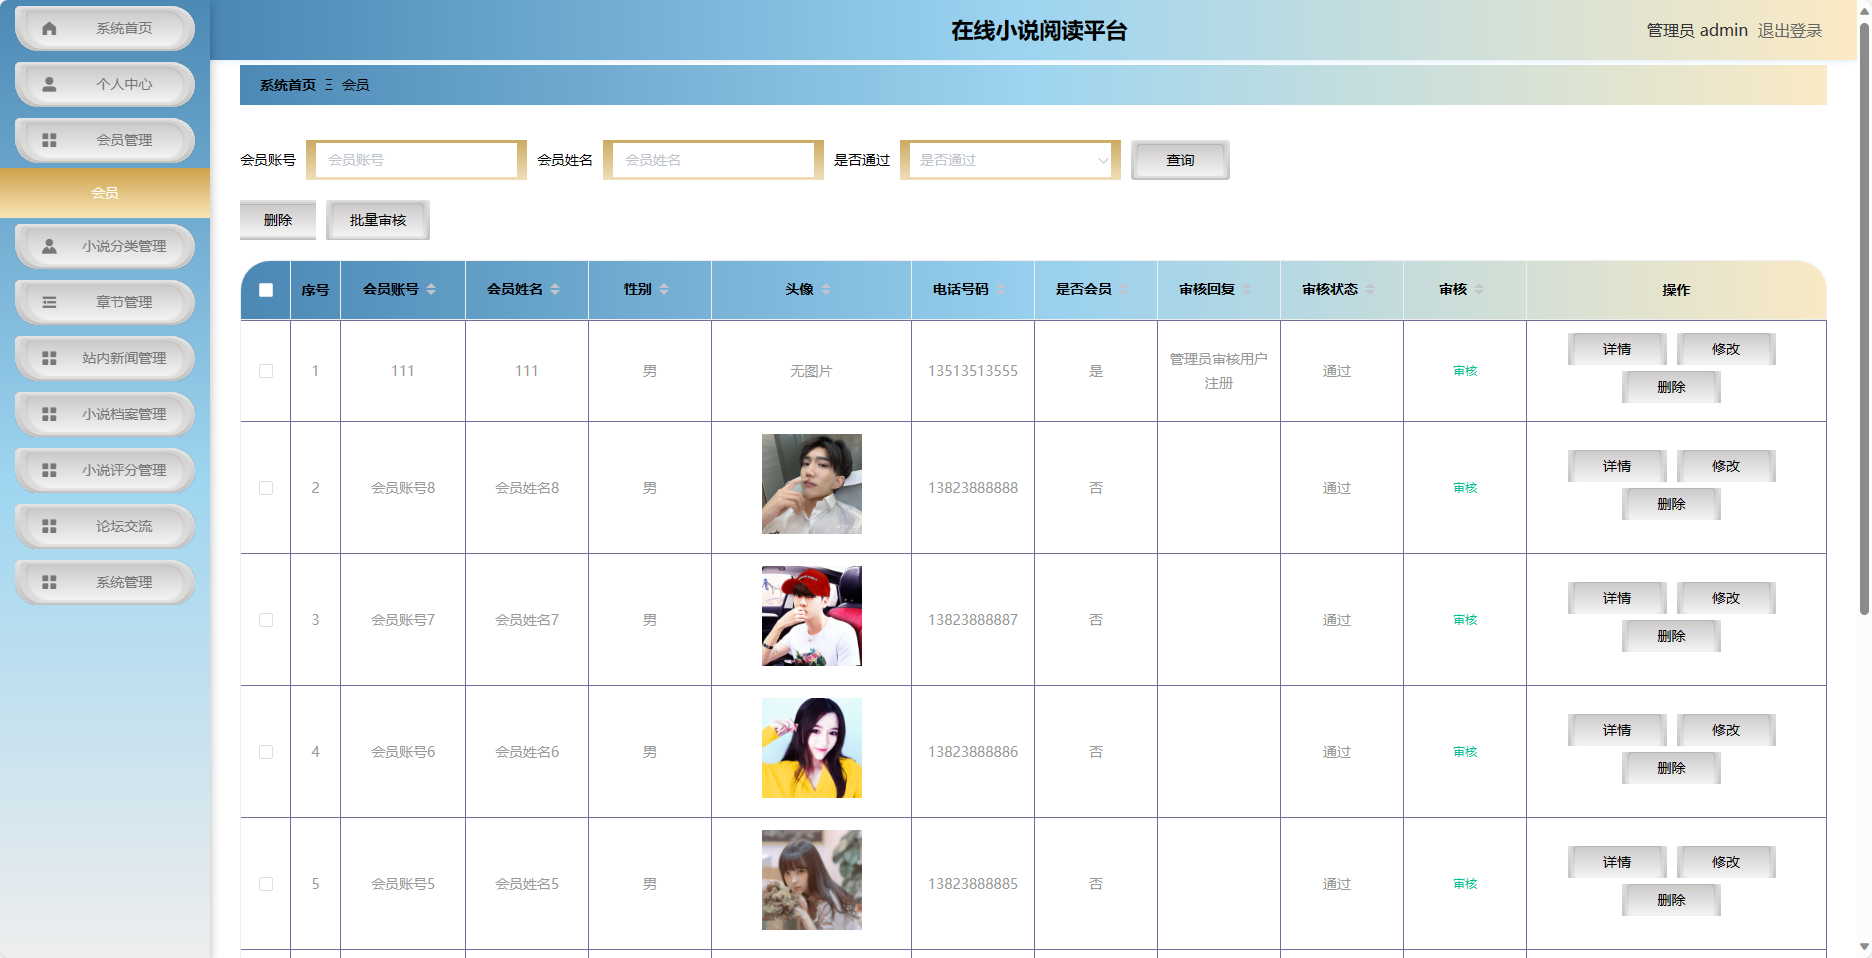 在线小说阅读平台
管理员 admin 退出登录
系统首页
个人中心
会员管理
会员
小说分类管理
章节管理
站内新闻管理
小说档案管理
小说评分管理
论坛交流
系统管理
系统首页 Ξ 会员
会员账号 会员账号 会员姓名 会员姓名 是否通过 是否通过 查询
删除 批量审核
序号 会员账号 会员姓名 性别 头像 电话号码 是否会员 审核回复 审核状态 审核 操作
1 111 111 男 无图片 13513513555 是 管理员审核用户 通过 审核 详情 修改
注册 删除
2 会员账号8 会员姓名8 男 13823888888 否 通过 审核 详情 修改
删除
3 会员账号7 会员姓名7 男 13823888887 否 通过 审核 详情 修改
删除
4 会员账号6 会员姓名6 男 13823888886 否 通过 审核 详情 修改
删除
5 会员账号5 会员姓名5 男 13823888885 否 通过 审核 详情 修改
删除